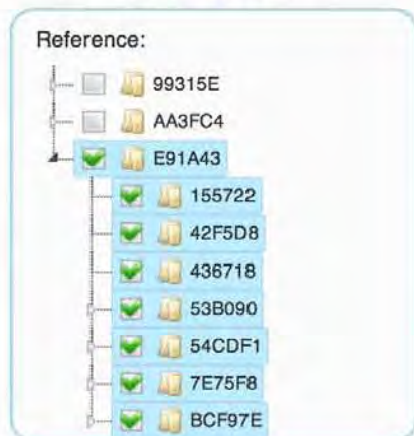 Reference:
99315E
AA3FC4
E91A43
155722
42F5D8
436718
53B090
54CDF1
7E75F8
BCF97E